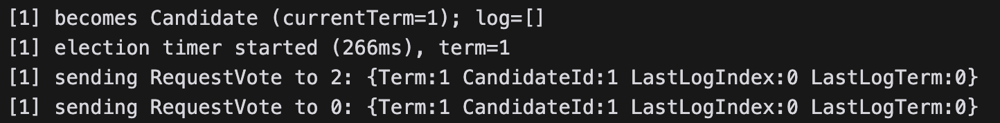 [1] becomes Candidate (currentTerm=1); log=[]
[1] election timer started (266ms), term=1
[1] sending RequestVote to 2: {Term:1 CandidateId:1 LastLogIndex:0 LastLogTerm:0}
[1] sending RequestVote to 0: {Term:1 CandidateId:1 LastLogIndex:0 LastLogTerm:0}